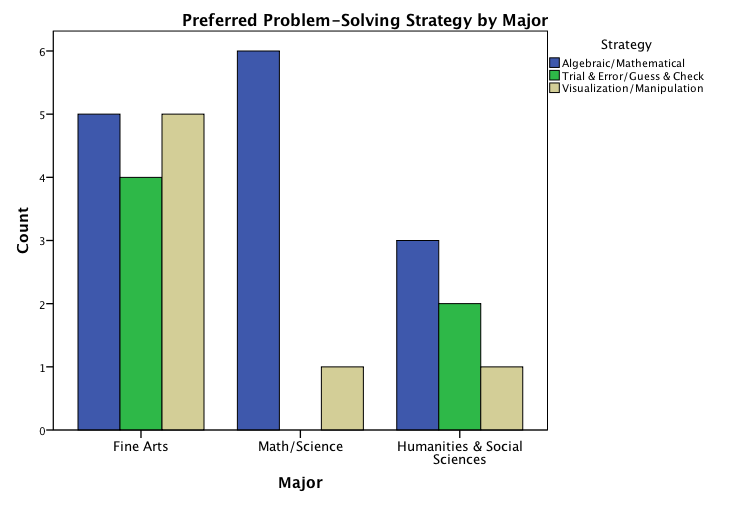 Preferred Problem-Solving Strategy by Major
Strategy
Algebraic/Mathematical
Trial & Error/Guess & Check
Visualization/Manipulation
Count
6
5
4
3
2
1
0
Fine Arts
Math/Science
Humanities & Social
Sciences
Major